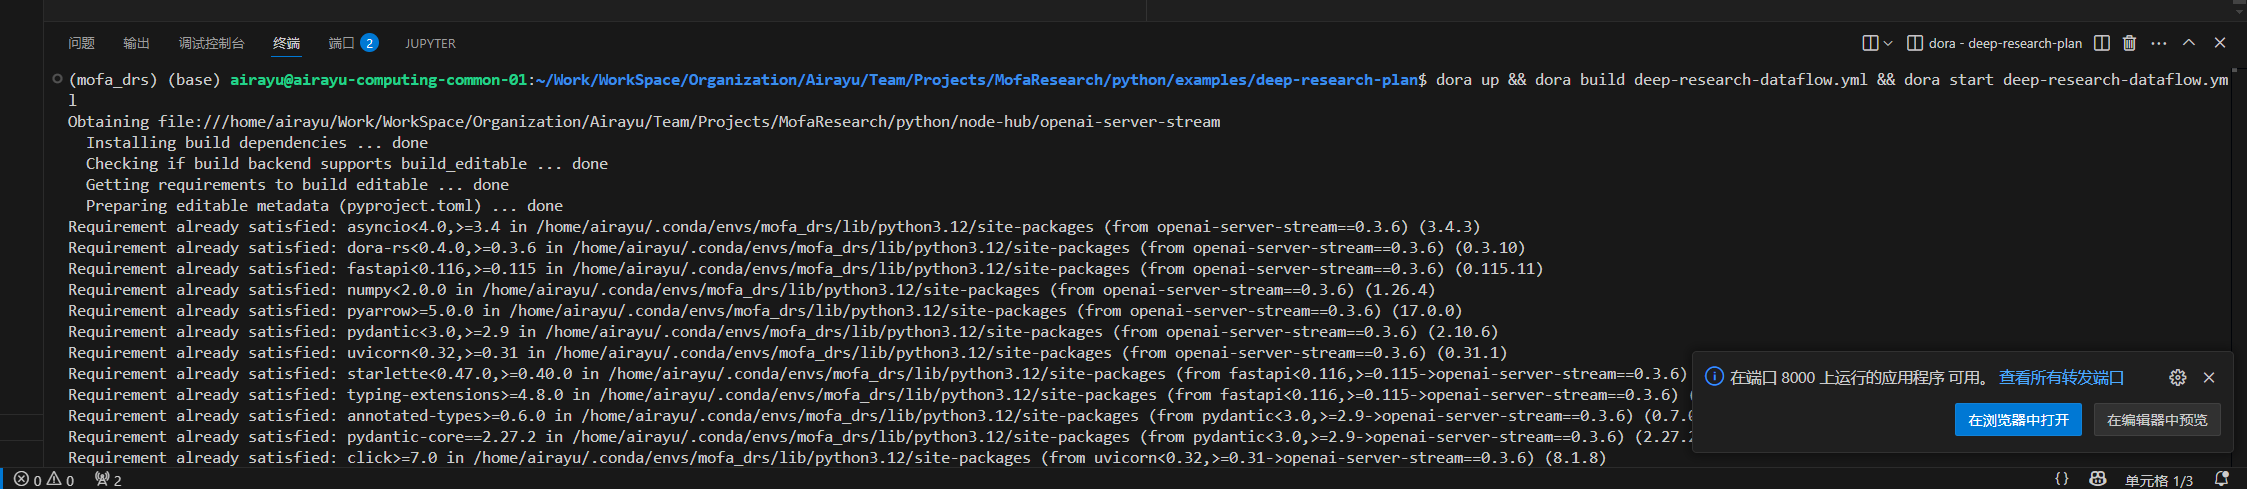 问题 输出 调试控制台 终端 端口 2 JUPYTER dora - deep-research-plan
(mofa_drs) (base) airayu@airayu-computing-common-01:~/Work/WorkSpace/Organization/Airayu/Team/Projects/MofaResearch/python/examples/deep-research-plan$ dora up && dora build deep-research-dataflow.yml && dora start deep-research-dataflow.ym
l
Obtaining file:///home/airayu/Work/WorkSpace/Organization/Airayu/Team/Projects/MofaResearch/python/node-hub/openai-server-stream
Installing build dependencies ... done
Checking if build backend supports build_editable ... done
Getting requirements to build editable ... done
Preparing editable metadata (pyproject.toml) ... done
Requirement already satisfied: asyncio<4.0,>=3.4 in /home/airayu/.conda/envs/mofa_drs/lib/python3.12/site-packages (from openai-server-stream==0.3.6) (3.4.3)
Requirement already satisfied: dora-rs<0.4.0,>=0.3.6 in /home/airayu/.conda/envs/mofa_drs/lib/python3.12/site-packages (from openai-server-stream==0.3.6) (0.3.10)
Requirement already satisfied: fastapi<0.116,>=0.115 in /home/airayu/.conda/envs/mofa_drs/lib/python3.12/site-packages (from openai-server-stream==0.3.6) (0.115.11)
Requirement already satisfied: numpy<2.0.0 in /home/airayu/.conda/envs/mofa_drs/lib/python3.12/site-packages (from openai-server-stream==0.3.6) (1.26.4)
Requirement already satisfied: pyarrow>=5.0.0 in /home/airayu/.conda/envs/mofa_drs/lib/python3.12/site-packages (from openai-server-stream==0.3.6) (17.0.0)
Requirement already satisfied: pydantic<3.0,>=2.9 in /home/airayu/.conda/envs/mofa_drs/lib/python3.12/site-packages (from openai-server-stream==0.3.6) (2.10.6)
Requirement already satisfied: uvicorn<0.32,>=0.31 in /home/airayu/.conda/envs/mofa_drs/lib/python3.12/site-packages (from openai-server-stream==0.3.6) (0.31.1)
Requirement already satisfied: starlette<0.47.0,>=0.40.0 in /home/airayu/.conda/envs/mofa_drs/lib/python3.12/site-packages (from fastapi<0.116,>=0.115->openai-server-stream==0.3.6)
Requirement already satisfied: typing-extensions>=4.8.0 in /home/airayu/.conda/envs/mofa_drs/lib/python3.12/site-packages (from fastapi<0.116,>=0.115->openai-server-stream==0.3.6) (
Requirement already satisfied: annotated-types>=0.6.0 in /home/airayu/.conda/envs/mofa_drs/lib/python3.12/site-packages (from pydantic<3.0,>=2.9->openai-server-stream==0.3.6) (0.7.0
Requirement already satisfied: pydantic-core==2.27.2 in /home/airayu/.conda/envs/mofa_drs/lib/python3.12/site-packages (from pydantic<3.0,>=2.9->openai-server-stream==0.3.6) (2.27.2
Requirement already satisfied: click>=7.0 in /home/airayu/.conda/envs/mofa_drs/lib/python3.12/site-packages (from uvicorn<0.32,>=0.31->openai-server-stream==0.3.6) (8.1.8)
在端口 8000 上运行的应用程序 可用。 查看所有转发端口
在浏览器中打开 在编辑器中预览
0 0 2 {} 单元格 1/3